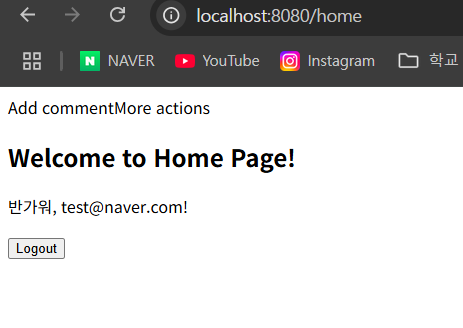 localhost:8080/home
NAVER YouTube Instagram 학교
Add commentMore actions
Welcome to Home Page!
반가워, test@naver.com!
Logout